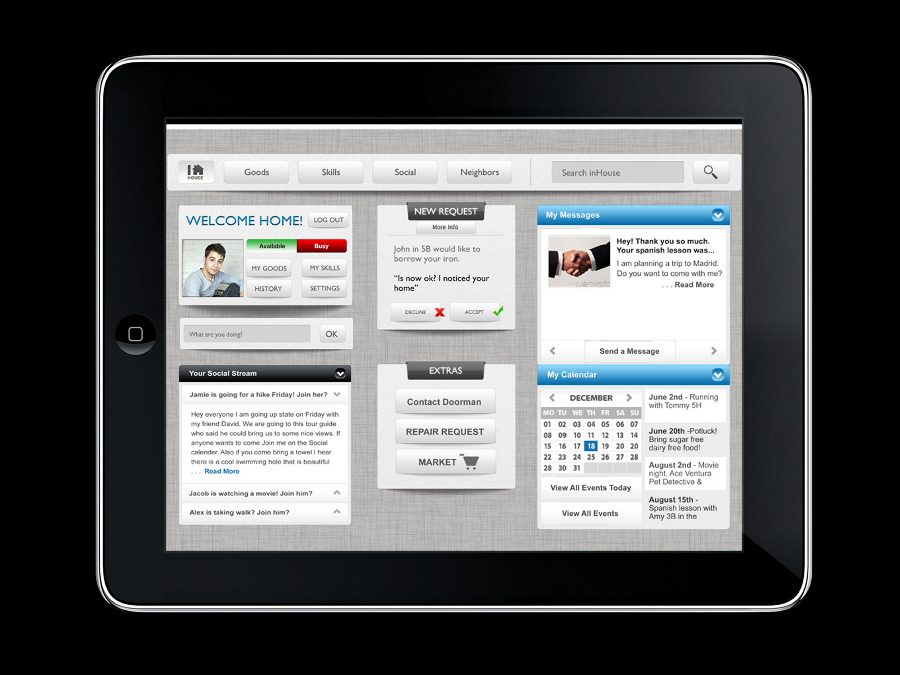 I
HOUSE
Goods
Skills
Social
Neighbors
Search inHouse
WELCOME HOME!
LOG OUT
Available
Busy
MY GOODS
MY SKILLS
HISTORY
SETTINGS
What are you doing!
OK
Your Social Stream
Jamie is going for a hike Friday! Join her?
Hey everyone I am going up state on Friday with
my friend David. We are going to this tour guide
who said he could bring us to some nice views. If
anyone wants to come Join me on the Social
calender. Also if you come bring a towel I hear
there is a cool swimming hole that is beautiful
. . . Read More
Jacob is watching a movie! Join him?
Alex is taking walk? Join him?
NEW REQUEST
More Info
John in 5B would like to
borrow your iron.
“Is now ok? I noticed your
home”
DECLINE
ACCEPT
EXTRAS
Contact Doorman
REPAIR REQUEST
MARKET
My Messages
Hey! Thank you so much.
Your spanish lesson was...
I am planning a trip to Madrid.
Do you want to come with me?
. . . Read More
Send a Message
My Calendar
DECEMBER
MO TU WE TH FR SA SU
01 02 03 04 05 06 07
08 09 10 11 12 13 14
15 16 17 18 19 20 20
22 23 24 25 26 27 28
28 30 31
View All Events Today
View All Events
June 2nd - Running
with Tommy 5H
June 20th -Potluck!
Bring sugar free
dairy free food!
August 2nd - Movie
night. Ace Ventura
Pet Detective &
August 15th -
Spanish lesson with
Amy 3B in the